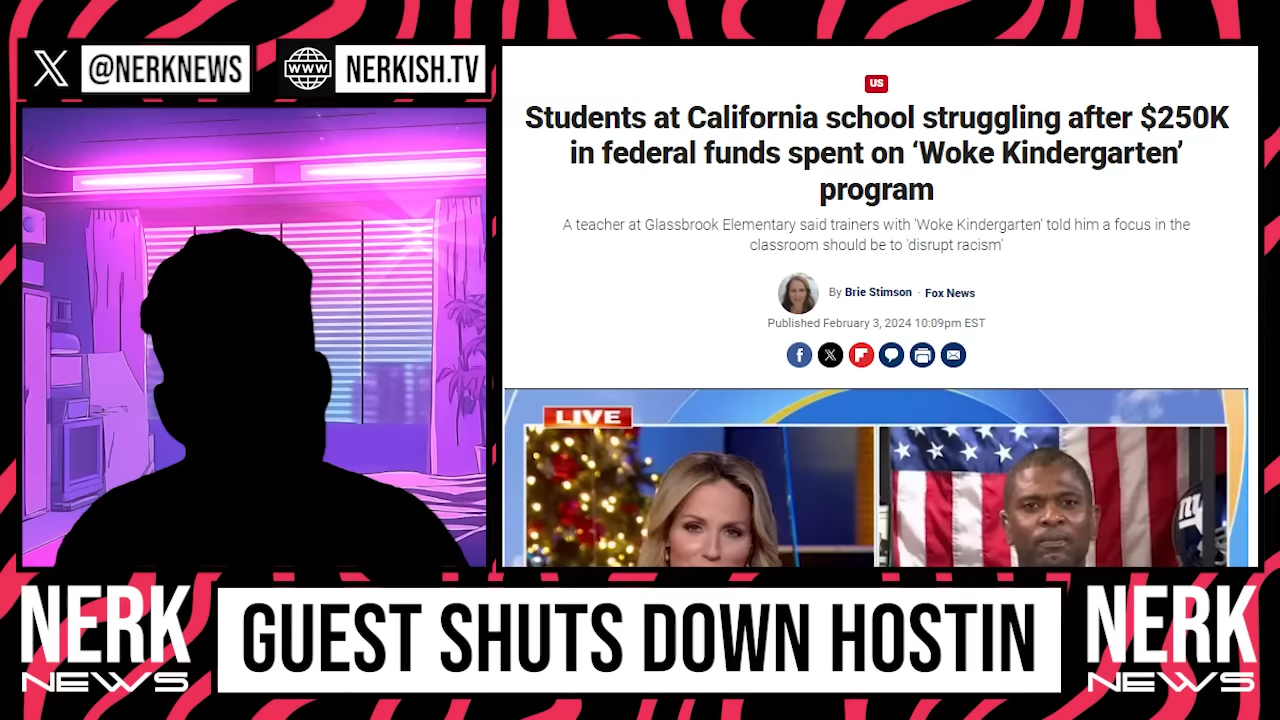 @NERKNEWS
WWW
NERKISH.TV
US
Students at California school struggling after $250K
in federal funds spent on ‘Woke Kindergarten’
program
A teacher at Glassbrook Elementary said trainers with 'Woke Kindergarten' told him a focus in the
classroom should be to 'disrupt racism'
By Brie Stimson · Fox News
Published February 3, 2024 10:09pm EST
LIVE
NERK
NEWS
GUEST SHUTS DOWN HOSTIN
NERK
NEWS